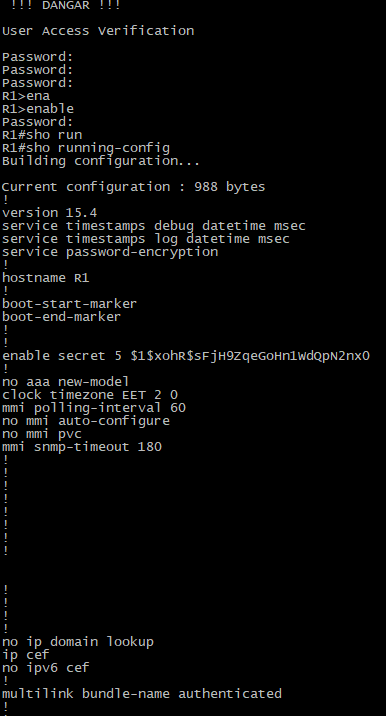 !!! DANGAR !!!
User Access Verification
Password:
Password:
Password:
R1>ena
R1>enable
Password:
R1#sho run
R1#sho running-config
Building configuration...
Current configuration : 988 bytes
!
version 15.4
service timestamps debug datetime msec
service timestamps log datetime msec
service password-encryption
!
hostname R1
!
boot-start-marker
boot-end-marker
!
!
enable secret 5 $1$xohR$sFjH9ZqeGoHn1WdQpN2nx0
!
no aaa new-model
clock timezone EET 2 0
mmi polling-interval 60
no mmi auto-configure
no mmi pvc
mmi snmp-timeout 180
!
!
!
!
!
!
!
!
!
!
!
!
no ip domain lookup
ip cef
no ipv6 cef
!
multilink bundle-name authenticated
!
!